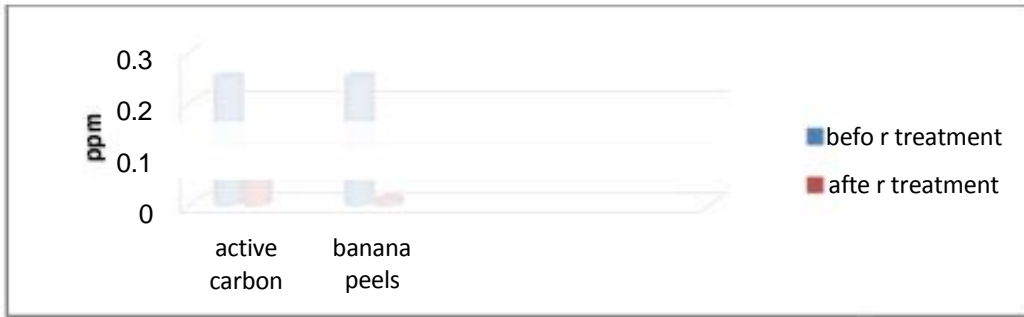 0.3
0.2
0.1
0
ppm
active
carbon
banana
peels
befo r treatment
afte r treatment